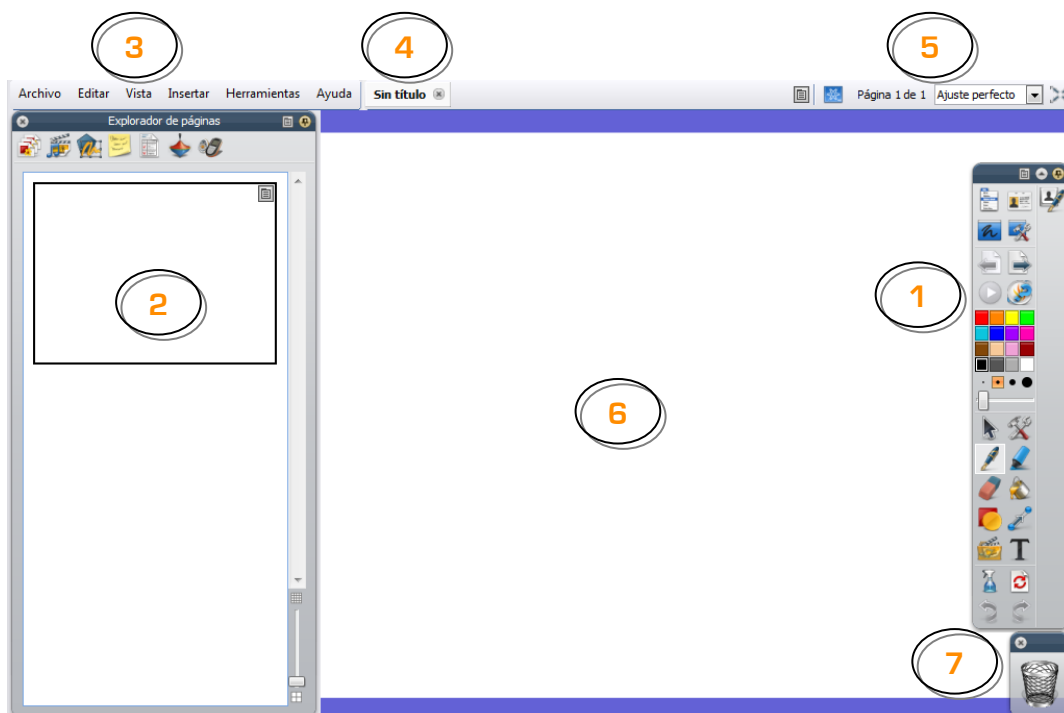 3
4
5
Archivo Editar Vista Insertar Herramientas Ayuda Sin título Página 1 de 1 Ajuste perfecto
Explorador de páginas
2
1
6
T
7